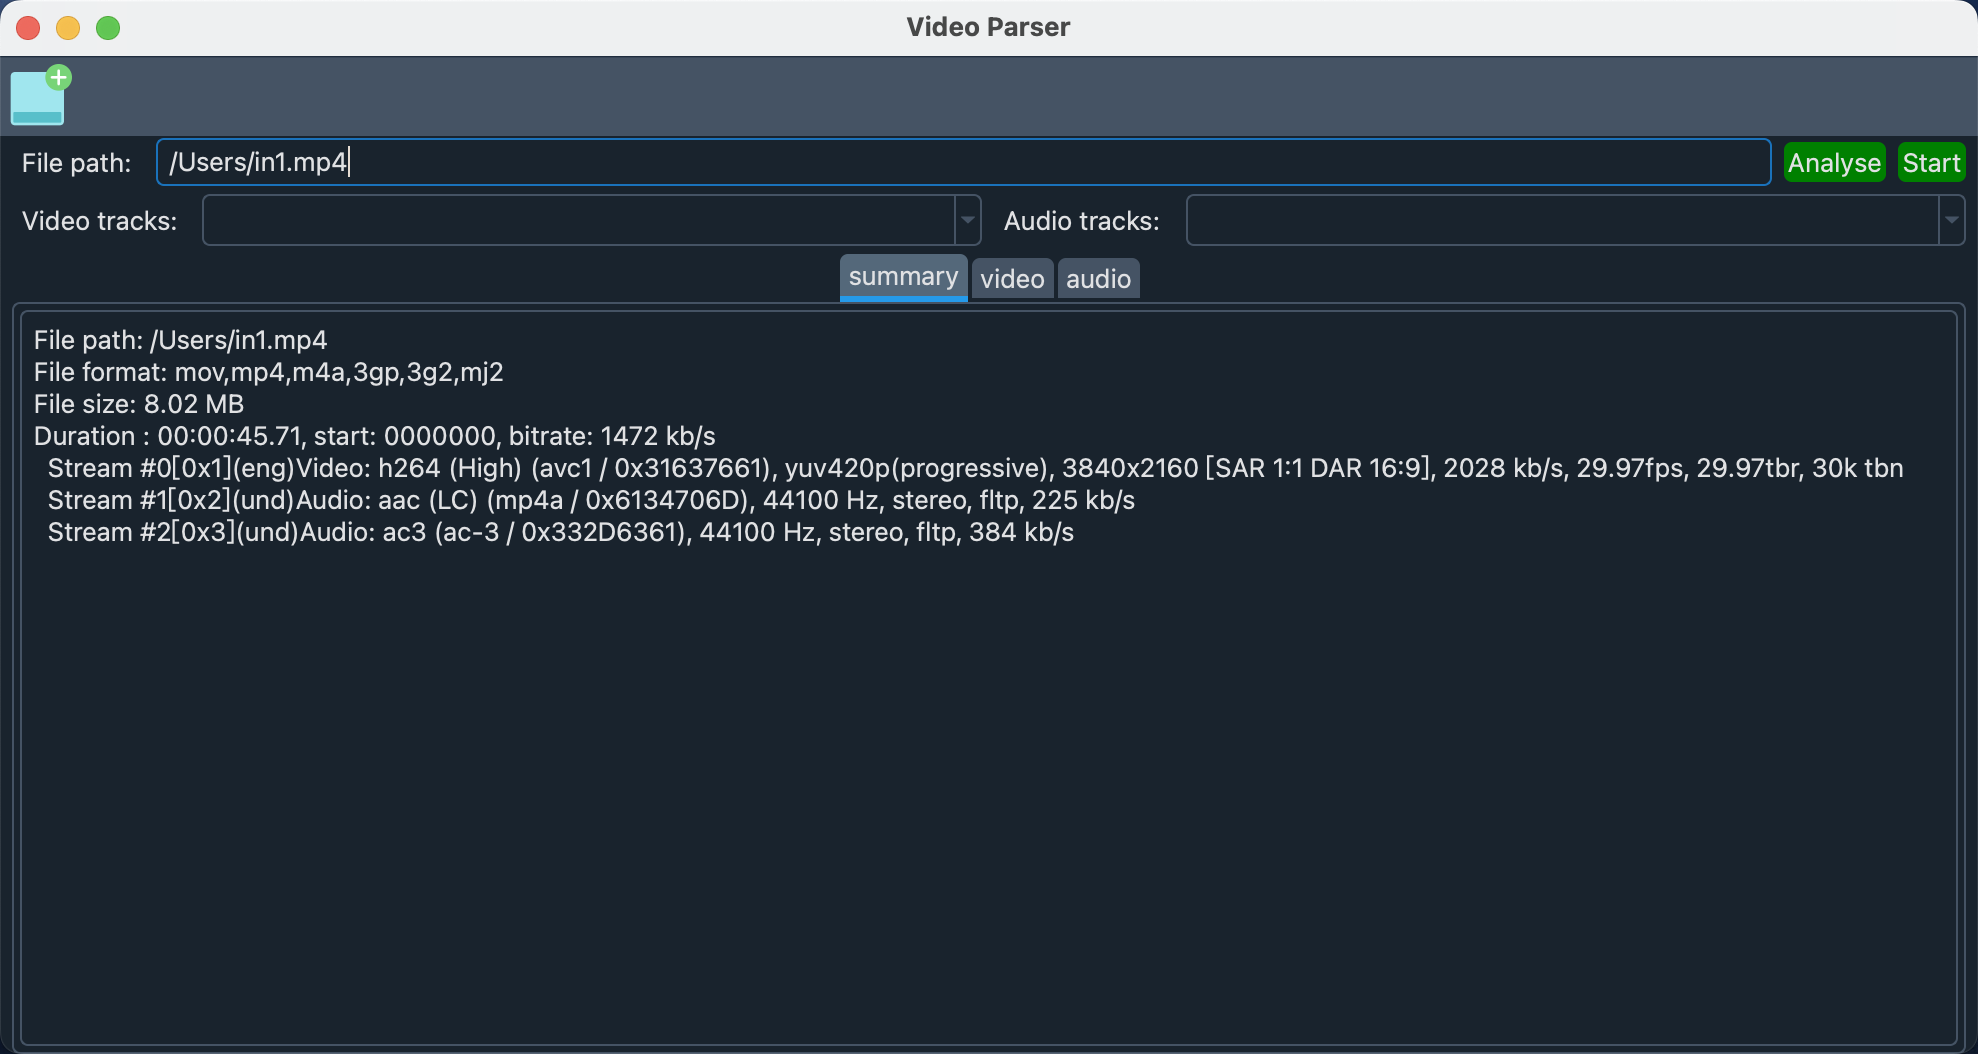 Video Parser
File path: /Users/in1.mp4 Analyse Start
Video tracks: Audio tracks:
summary video audio
File path: /Users/in1.mp4
File format: mov,mp4,m4a,3gp,3g2,mj2
File size: 8.02 MB
Duration : 00:00:45.71, start: 0000000, bitrate: 1472 kb/s
Stream #0[0x1](eng)Video: h264 (High) (avc1 / 0x31637661), yuv420p(progressive), 3840x2160 [SAR 1:1 DAR 16:9], 2028 kb/s, 29.97fps, 29.97tbr, 30k tbn
Stream #1[0x2](und)Audio: aac (LC) (mp4a / 0x6134706D), 44100 Hz, stereo, fltp, 225 kb/s
Stream #2[0x3](und)Audio: ac3 (ac-3 / 0x332D6361), 44100 Hz, stereo, fltp, 384 kb/s